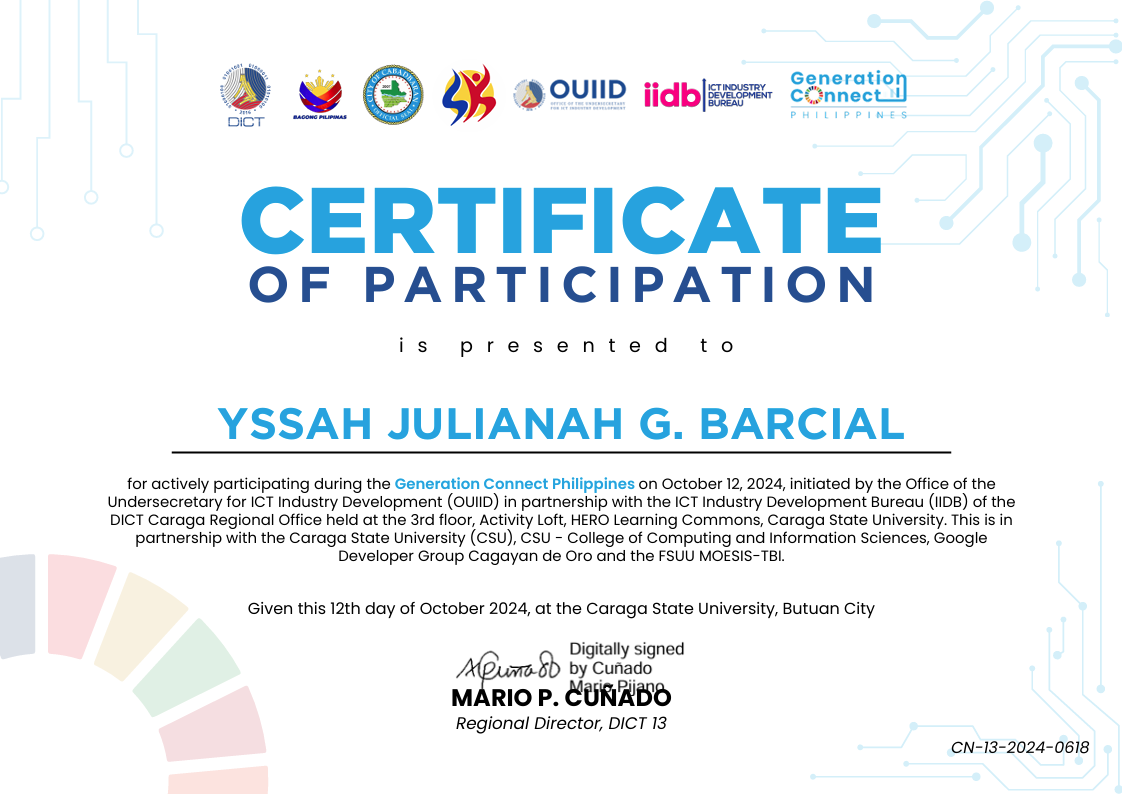 DICT
BAGONG PILIPINAS
CITY OF CABADBARAN
OFFICIAL SEAL
OUIID
OFFICE OF THE UNDERSECRETARY
FOR ICT INDUSTRY DEVELOPMENT
iidb
ICT INDUSTRY
DEVELOPMENT
BUREAU
Generation
Connect
PHILIPPINES
CERTIFICATE
OF PARTICIPATION
is presented to
YSSAH JULIANAH G. BARCIAL
for actively participating during the Generation Connect Philippines on October 12, 2024, initiated by the Office of the
Undersecretary for ICT Industry Development (OUIID) in partnership with the ICT Industry Development Bureau (IIDB) of the
DICT Caraga Regional Office held at the 3rd floor, Activity Loft, HERO Learning Commons, Caraga State University. This is in
partnership with the Caraga State University (CSU), CSU - College of Computing and Information Sciences, Google
Developer Group Cagayan de Oro and the FSUU MOESIS-TBI.
Given this 12th day of October 2024, at the Caraga State University, Butuan City
Digitally signed
by Cuñado
Mario Pijano
MARIO P. CUÑADO
Regional Director, DICT 13
CN-13-2024-0618